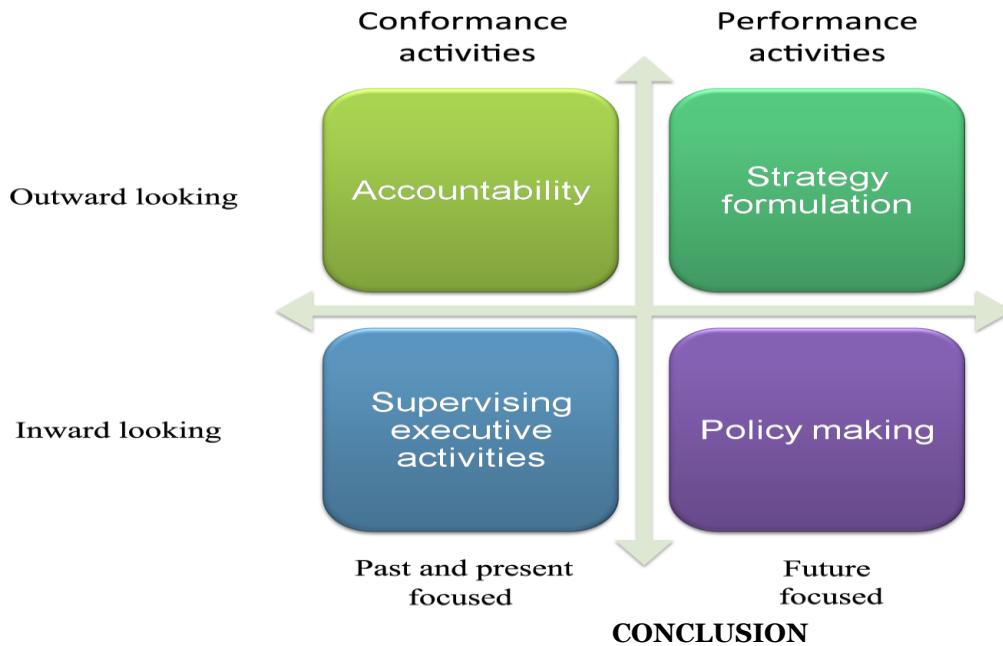 Conformance
activities
Performance
activities
Outward looking
Accountability
Strategy
formulation
Inward looking
Supervising
executive
activities
Policy making
Past and present
focused
Future
focused
CONCLUSION